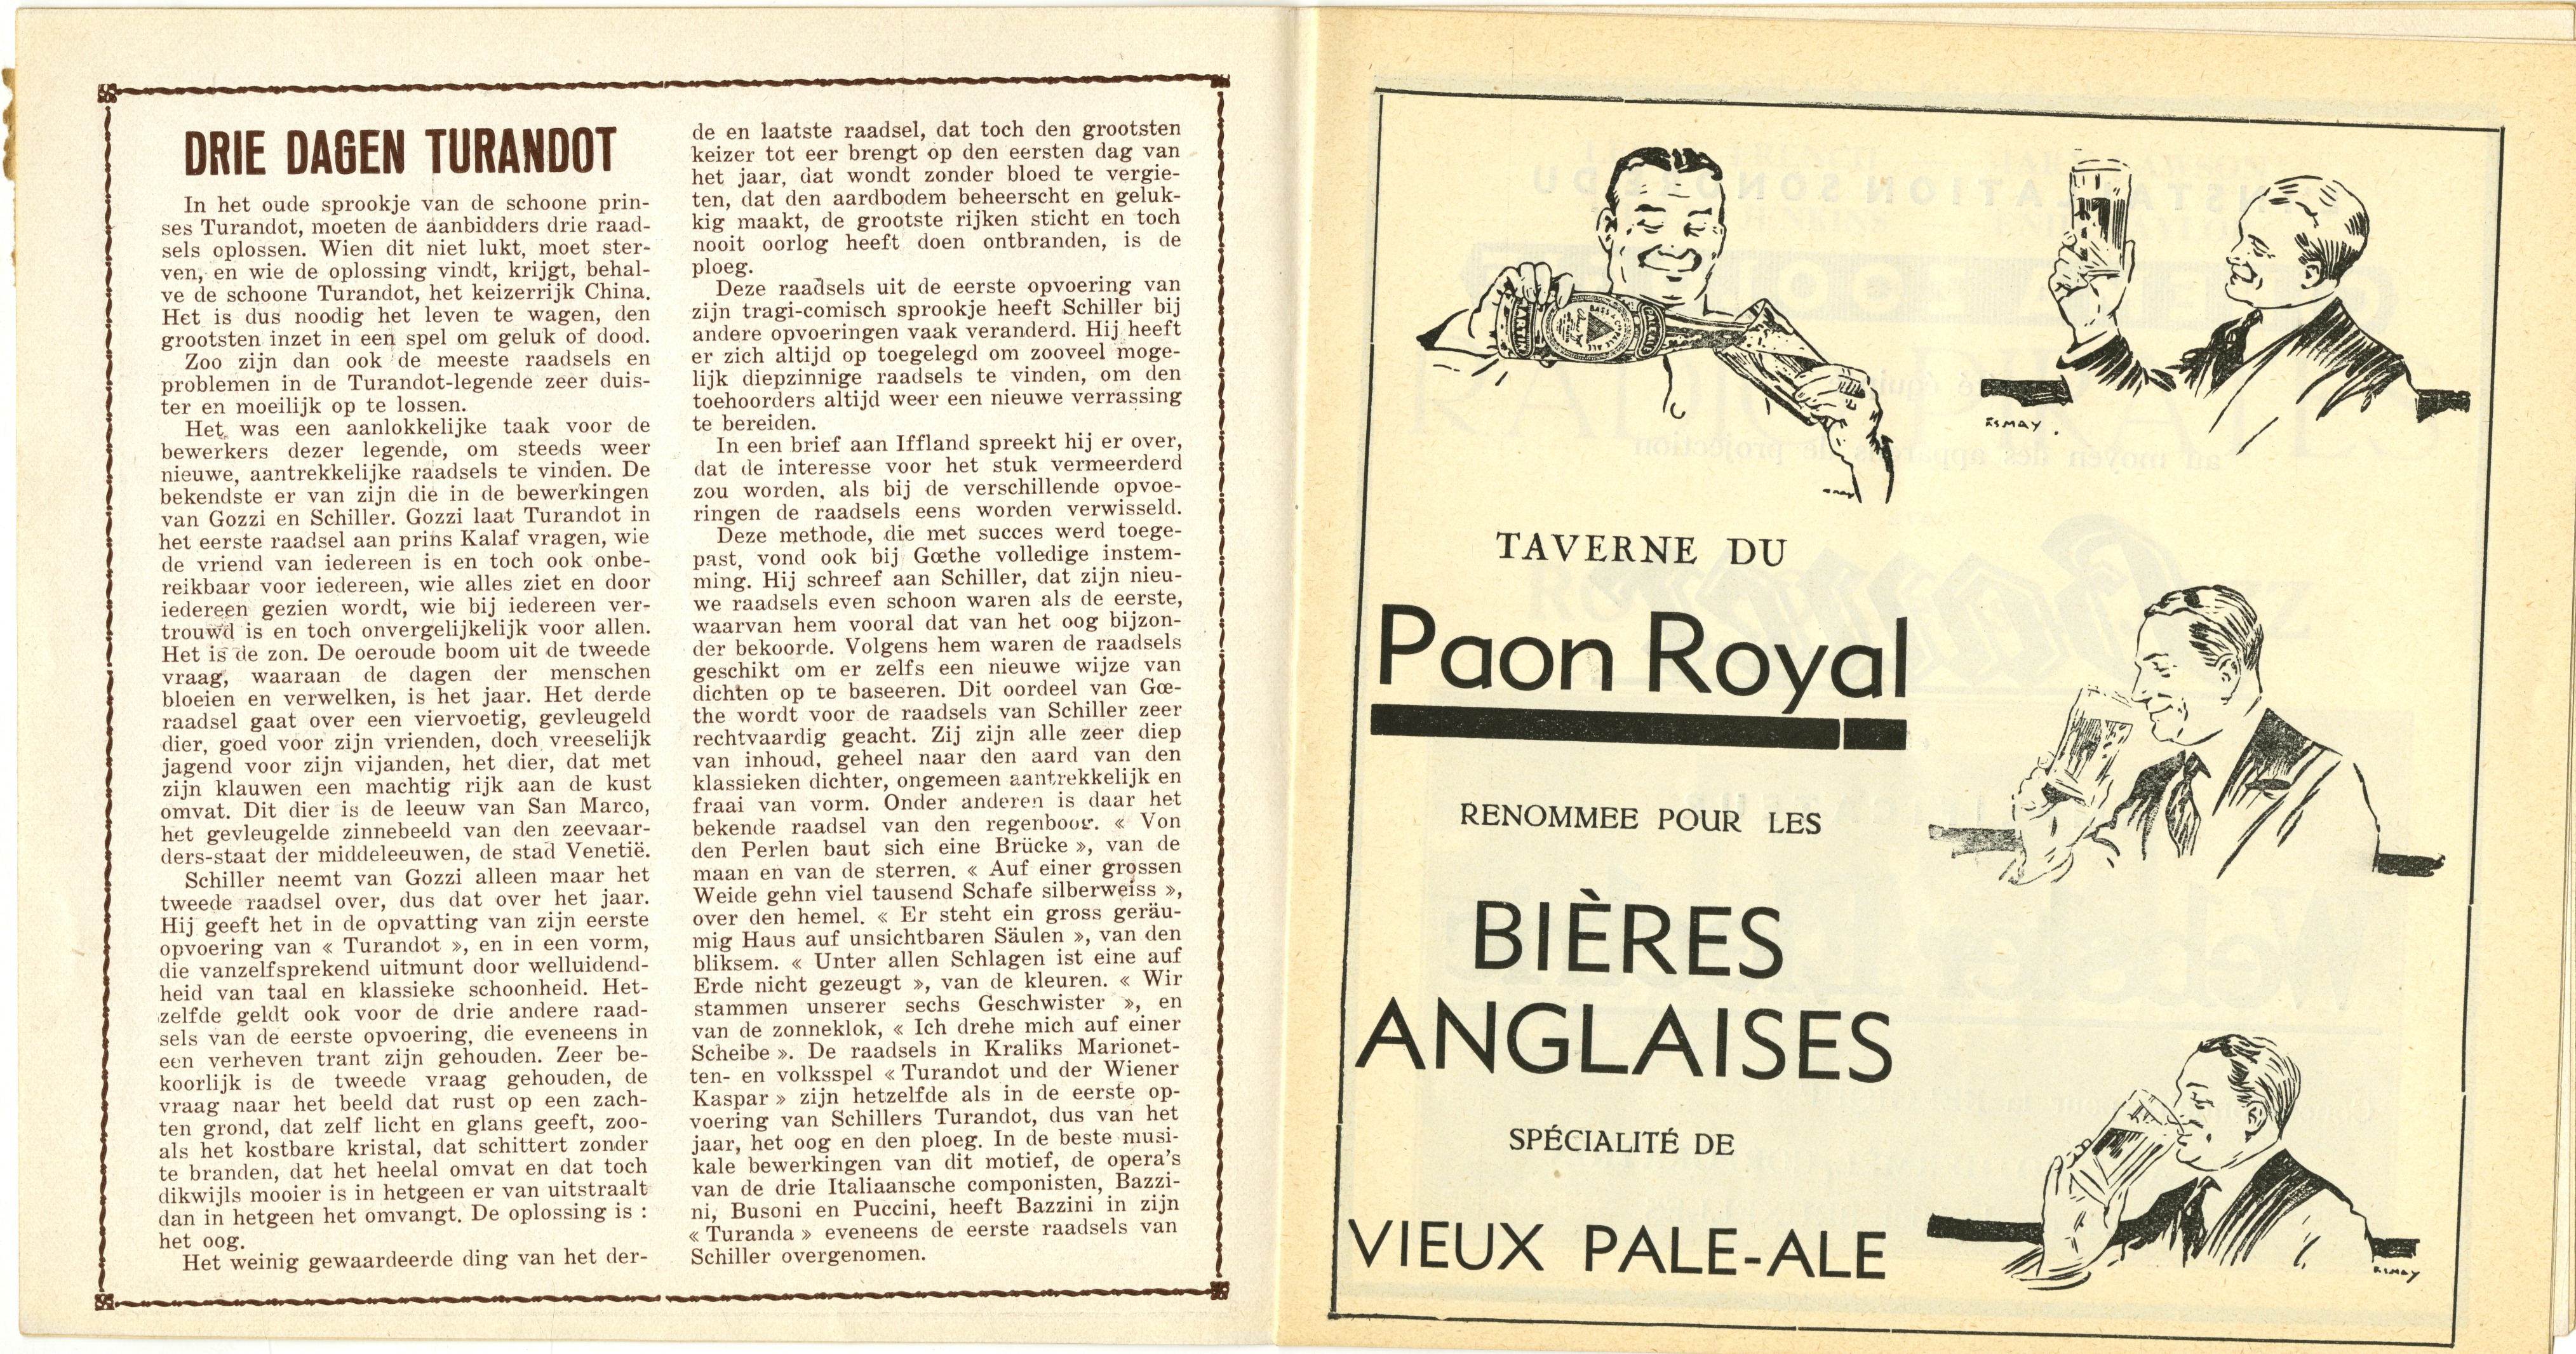 DRIE DAGEN TURANDOT
In het oude sprookje van de schoone prin-
ses Turandot, moeten de aanbidders drie raad-
sels oplossen. Wien dit niet lukt, moet ster-
ven, en wie de oplossing vindt, krijgt, behal-
ve de schoone Turandot, het keizerrijk China.
Het is dus noodig het leven te wagen, den
grootsten inzet in een spel om geluk of dood.
Zoo zijn dan ook de meeste raadsels en
problemen in de Turandot-legende zeer duis-
ter en moeilijk op te lossen.
Het was een aanlokkelijke taak voor de
bewerkers dezer legende, om steeds weer
nieuwe, aantrekkelijke raadsels te vinden. De
bekendste er van zijn die in de bewerkingen
van Gozzi en Schiller. Gozzi laat Turandot in
het eerste raadsel aan prins Kalaf vragen, wie
de vriend van iedereen is en toch ook onbe-
reikbaar voor iedereen, wie alles ziet en door
iedereen gezien wordt, wie bij iedereen ver-
trouwd is en toch onvergelijkelijk voor allen.
Het is de zon. De oeroude boom uit de tweede
vraag, waaraan de dagen der menschen
bloeien en verwelken, is het jaar. Het derde
raadsel gaat over een viervoetig, gevleugeld
dier, goed voor zijn vrienden, doch vreeselijk
jagend voor zijn vijanden, het dier, dat met
zijn klauwen een machtig rijk aan de kust
omvat. Dit dier is de leeuw van San Marco,
het gevleugelde zinnebeeld van den zeevaar-
ders-staat der middeleeuwen, de stad Venetië.
Schiller neemt van Gozzi alleen maar het
tweede raadsel over, dus dat over het jaar.
Hij geeft het in de opvatting van zijn eerste
opvoering van « Turandot », en in een vorm,
die vanzelfsprekend uitmunt door welluidend-
heid van taal en klassieke schoonheid. Het-
zelfde geldt ook voor de drie andere raad-
sels van de eerste opvoering, die eveneens in
een verheven trant zijn gehouden. Zeer be-
koorlijk is de tweede vraag gehouden, de
vraag naar het beeld dat rust op een zach-
ten grond, dat zelf licht en glans geeft, zoo-
als het kostbare kristal, dat schittert zonder
te branden, dat het heelal omvat en dat toch
dikwijls mooier is in hetgeen er van uitstraalt
dan in hetgeen het omvangt. De oplossing is :
het oog.
Het weinig gewaardeerde ding van het der-
de en laatste raadsel, dat toch den grootsten
keizer tot eer brengt op den eersten dag van
het jaar, dat wondt zonder bloed te vergie-
ten, dat den aardbodem beheerscht en geluk-
kig maakt, de grootste rijken sticht en toch
nooit oorlog heeft doen ontbranden, is de
ploeg.
Deze raadsels uit de eerste opvoering van
zijn tragi-comisch sprookje heeft Schiller bij
andere opvoeringen vaak veranderd. Hij heeft
er zich altijd op toegelegd om zooveel moge-
lijk diepzinnige raadsels te vinden, om den
toehoorders altijd weer een nieuwe verrassing
te bereiden.
In een brief aan Iffland spreekt hij er over,
dat de interesse voor het stuk vermeerderd
zou worden, als bij de verschillende opvoe-
ringen de raadsels eens worden verwisseld.
Deze methode, die met succes werd toege-
past, vond ook bij Gœthe volledige instem-
ming. Hij schreef aan Schiller, dat zijn nieu-
we raadsels even schoon waren als de eerste,
waarvan hem vooral dat van het oog bijzon-
der bekoorde. Volgens hem waren de raadsels
geschikt om er zelfs een nieuwe wijze van
dichten op te baseeren. Dit oordeel van Gœ-
the wordt voor de raadsels van Schiller zeer
rechtvaardig geacht. Zij zijn alle zeer diep
van inhoud, geheel naar den aard van den
klassieken dichter, ongemeen aantrekkelijk en
fraai van vorm. Onder anderen is daar het
bekende raadsel van den regenboog. « Von
den Perlen baut sich eine Brücke », van de
maan en van de sterren. « Auf einer grossen
Weide gehn viel tausend Schafe silberweiss »,
over den hemel. « Er steht ein gross geräu-
mig Haus auf unsichtbaren Säulen », van den
bliksem. « Unter allen Schlagen ist eine auf
Erde nicht gezeugt », van de kleuren. « Wir
stammen unserer sechs Geschwister », en
van de zonneklok, « Ich drehe mich auf einer
Scheibe ». De raadsels in Kraliks Marionet-
ten- en volksspel « Turandot und der Wiener
Kaspar » zijn hetzelfde als in de eerste op-
voering van Schillers Turandot, dus van het
jaar, het oog en den ploeg. In de beste musi-
kale bewerkingen van dit motief, de opera's
van de drie Italiaansche componisten, Bazzi-
ni, Busoni en Puccini, heeft Bazzini in zijn
« Turanda » eveneens de eerste raadsels van
Schiller overgenomen.
MARTIN
PALE ALE
ESMAY
TAVERNE DU
Paon Royal
RENOMMEE POUR LES
BIÈRES
ANGLAISES
SPÉCIALITÉ DE
VIEUX PALE-ALE
ESMAY